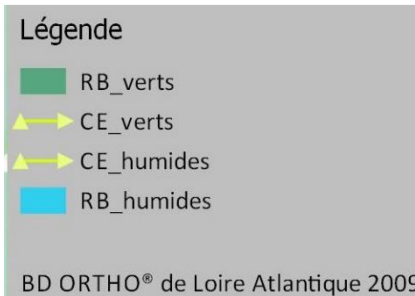 Légende
RB_verts
CE_verts
CE_humides
RB_humides
BD ORTHO® de Loire Atlantique 2009